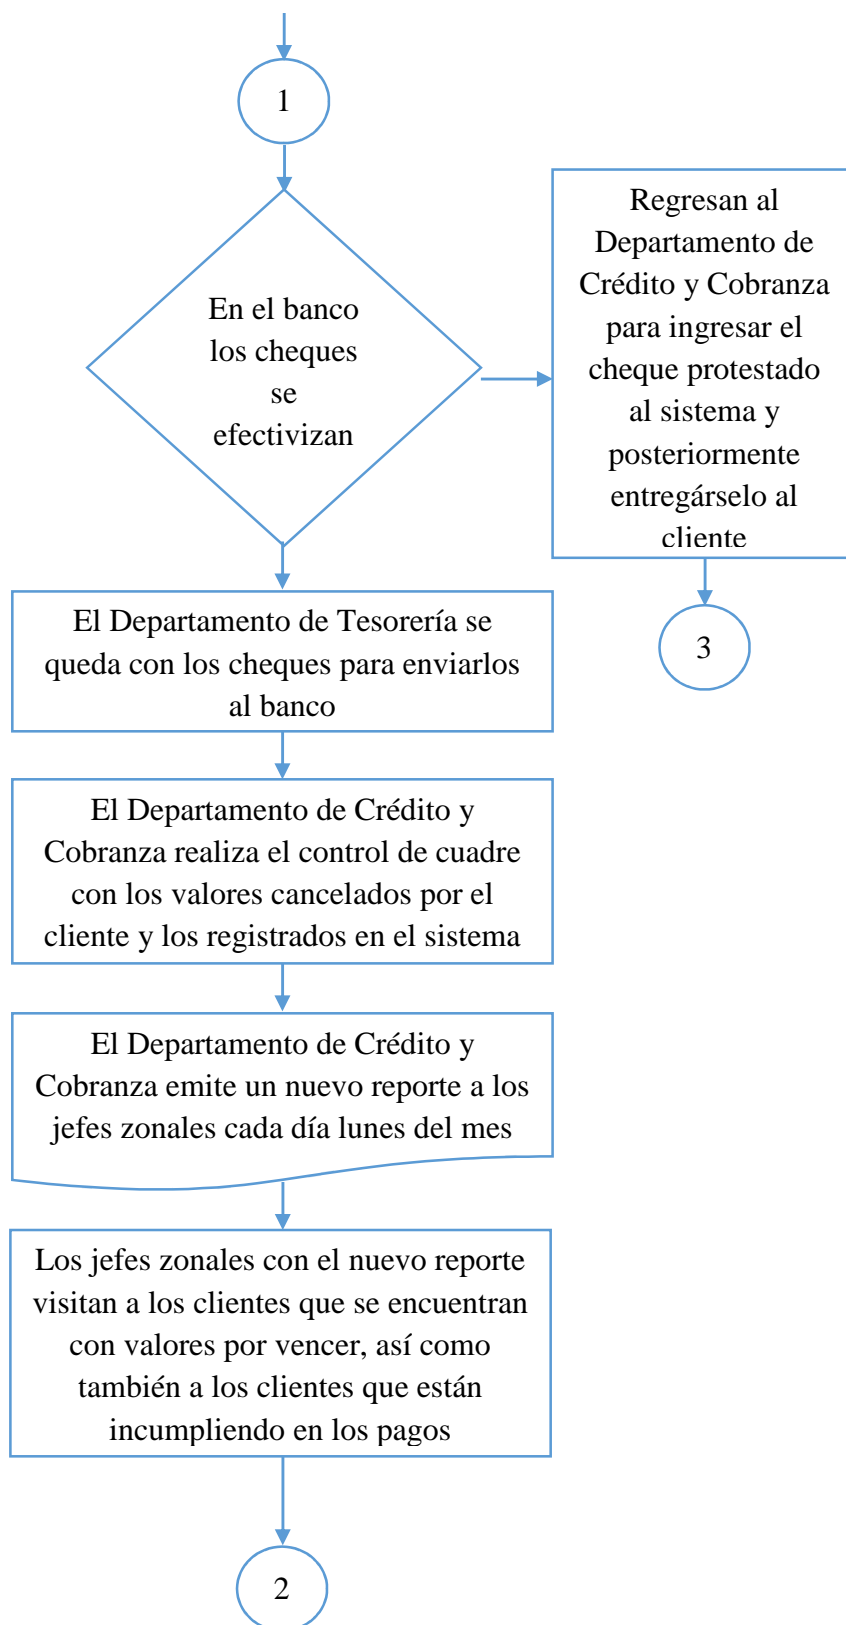 1
En el banco
los cheques
se
efectivizan
Regresan al
Departamento de
Crédito y Cobranza
para ingresar el
cheque protestado
al sistema y
posteriormente
entregárselo al
cliente
3
El Departamento de Tesorería se
queda con los cheques para enviarlos
al banco
El Departamento de Crédito y
Cobranza realiza el control de cuadre
con los valores cancelados por el
cliente y los registrados en el sistema
El Departamento de Crédito y
Cobranza emite un nuevo reporte a los
jefes zonales cada día lunes del mes
Los jefes zonales con el nuevo reporte
visitan a los clientes que se encuentran
con valores por vencer, así como
también a los clientes que están
incumpliendo en los pagos
2